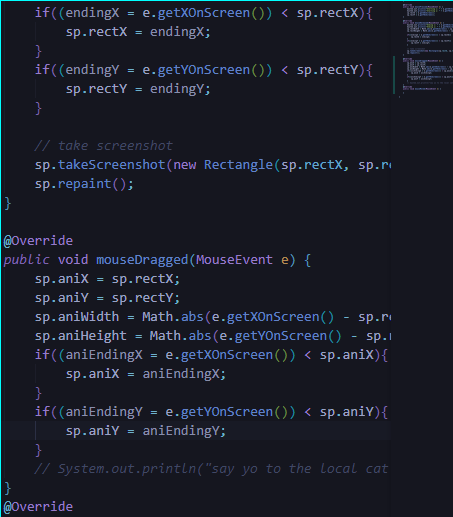 if((endingX = e.getXOnScreen()) < sp.rectX){
sp.rectX = endingX;
}
if((endingY = e.getYOnScreen()) < sp.rectY){
sp.rectY = endingY;
}
// take screenshot
sp.takeScreenshot(new Rectangle(sp.rectX, sp.re
sp.repaint();
}
@Override
public void mouseDragged(MouseEvent e) {
sp.aniX = sp.rectX;
sp.aniY = sp.rectY;
sp.aniWidth = Math.abs(e.getXOnScreen() - sp.re
sp.aniHeight = Math.abs(e.getYOnScreen() - sp.r
if((aniEndingX = e.getXOnScreen()) < sp.aniX){
sp.aniX = aniEndingX;
}
if((aniEndingY = e.getYOnScreen()) < sp.aniY){
sp.aniY = aniEndingY;
}
// System.out.println("say yo to the local cat
}
@Override